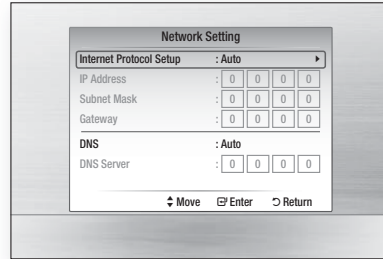 Network Setting
Internet Protocol Setup : Auto
IP Address : 0 0 0 0
Subnet Mask : 0 0 0 0
Gateway : 0 0 0 0
DNS : Auto
DNS Server : 0 0 0 0
Move Enter Return